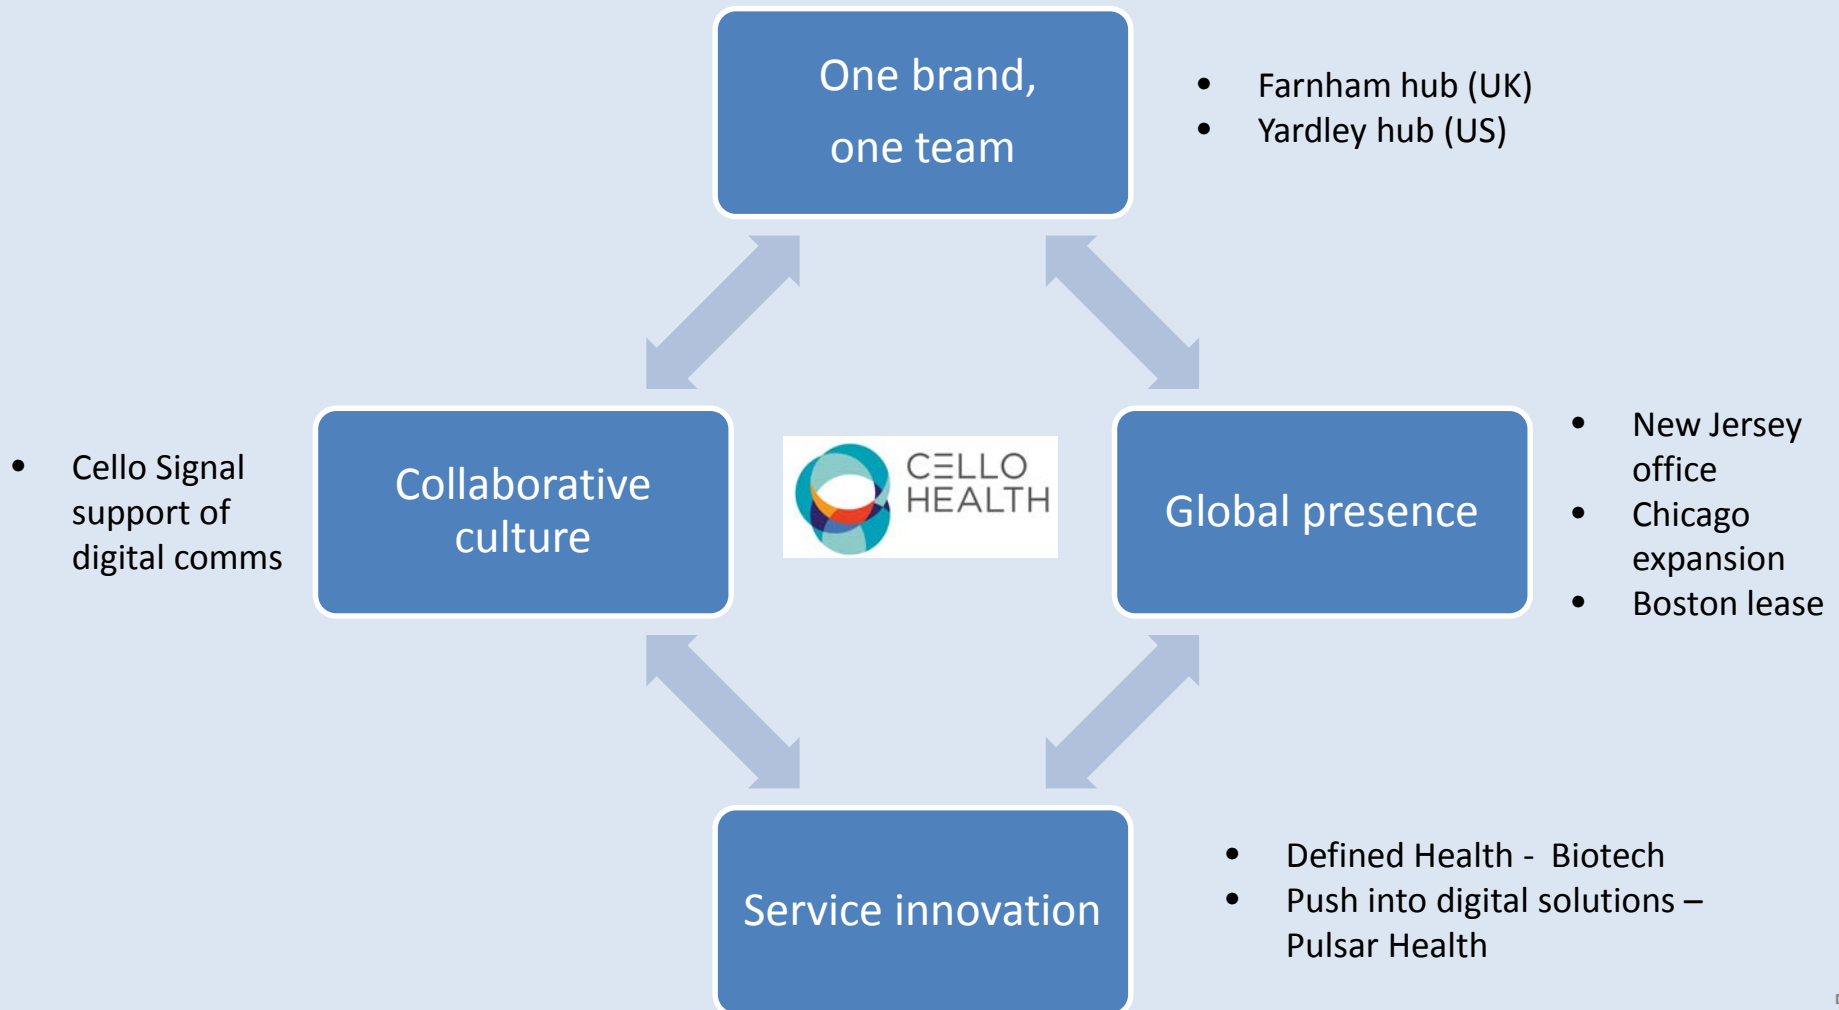 One brand,
one team
• Farnham hub (UK)
• Yardley hub (US)
• Cello Signal
support of
digital comms
Collaborative
culture
CELLO
HEALTH
Global presence
• New Jersey
office
• Chicago
expansion
• Boston lease
Service innovation
• Defined Health - Biotech
• Push into digital solutions –
Pulsar Health